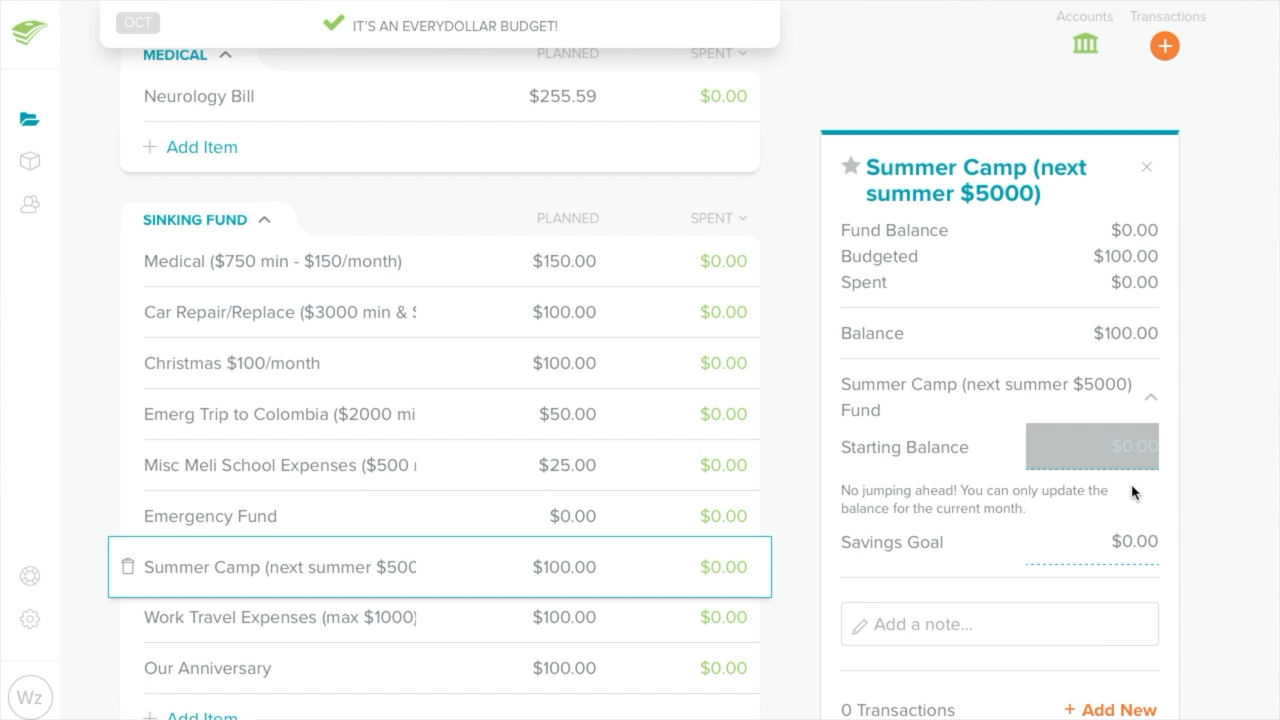 OCT
IT'S AN EVERYDOLLAR BUDGET!
Accounts Transactions
MEDICAL PLANNED SPENT
Neurology Bill $255.59 $0.00
+ Add Item
SINKING FUND PLANNED SPENT
Medical ($750 min - $150/month) $150.00 $0.00
Car Repair/Replace ($3000 min & $100.00 $0.00
Christmas $100/month $100.00 $0.00
Emerg Trip to Colombia ($2000 mi $50.00 $0.00
Misc Meli School Expenses ($500 $25.00 $0.00
Emergency Fund $0.00 $0.00
Summer Camp (next summer $500 $100.00 $0.00
Work Travel Expenses (max $1000) $100.00 $0.00
Our Anniversary $100.00 $0.00
+ Add Item
Wz
Summer Camp (next
summer $5000)
Fund Balance $0.00
Budgeted $100.00
Spent $0.00
Balance $100.00
Summer Camp (next summer $5000)
Fund
Starting Balance $0.00
No jumping ahead! You can only update the
balance for the current month.
Savings Goal $0.00
Add a note...
0 Transactions + Add New